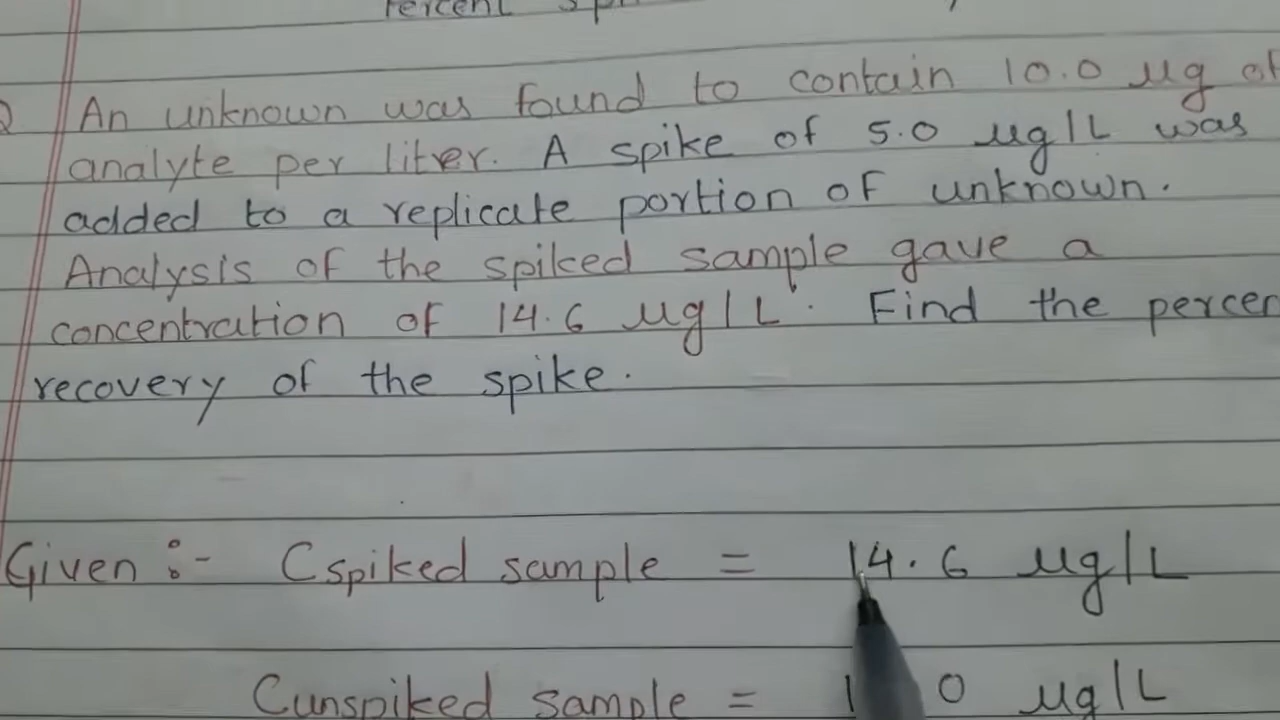 An unknown was found to contain 10.0 µg of
analyte per liter. A spike of 5.0 µg/L was
added to a replicate portion of unknown.
Analysis of the spiked sample gave a
concentration of 14.6 µg/L. Find the
recovery of the spike.
Given :- Cspiked sample = 14.6 µg/L
Cunspiked sample = 1 0 µg/L